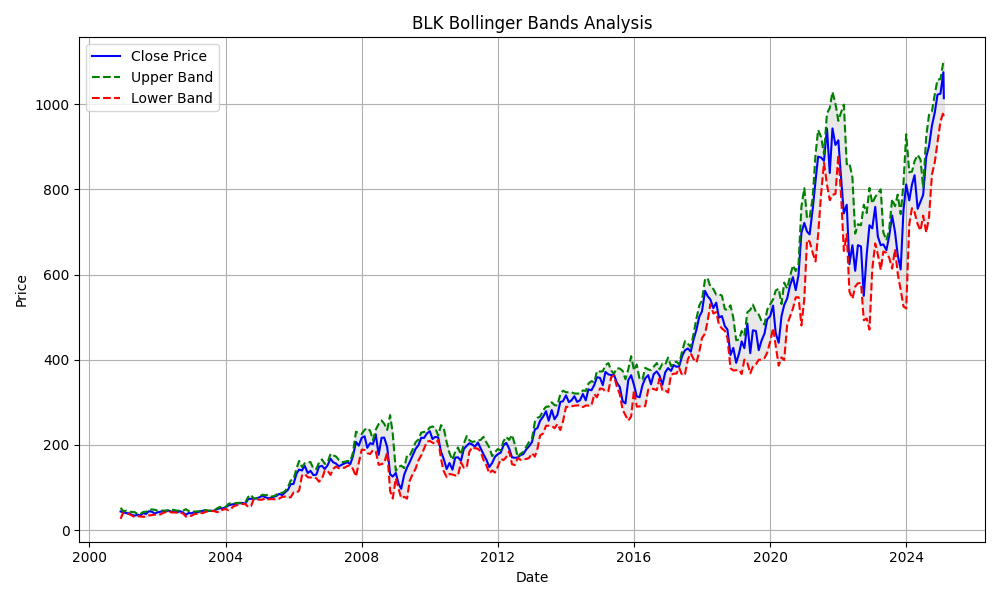 BLK Bollinger Bands Analysis
Close Price
Upper Band
Lower Band
Price
1000
800
600
400
200
0
2000 2004 2008 2012 2016 2020 2024
Date